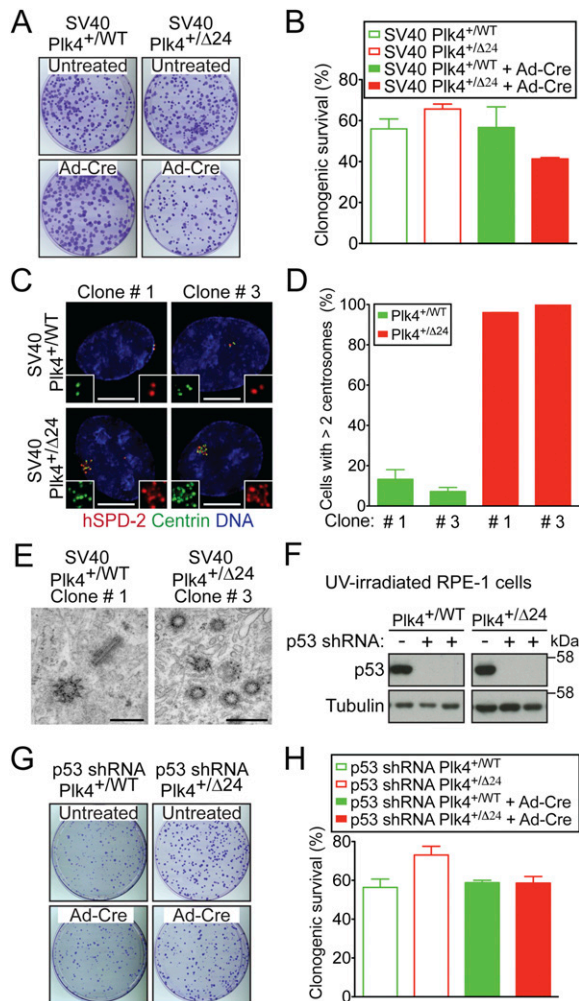 A
SV40 Plk4+/WT
SV40 Plk4+/Δ24
Untreated
Untreated
Ad-Cre
Ad-Cre
B
SV40 Plk4+/WT
SV40 Plk4+/Δ24
SV40 Plk4+/WT + Ad-Cre
SV40 Plk4+/Δ24 + Ad-Cre
Clonogenic survival (%)
80
60
40
20
0
C
Clone # 1
Clone # 3
SV40
Plk4+/WT
SV40
Plk4+/Δ24
hSPD-2 Centrin DNA
D
Cells with > 2 centrosomes (%)
100
80
60
40
20
0
Plk4+/WT
Plk4+/Δ24
Clone: # 1 # 3 # 1 # 3
E
SV40
Plk4+/WT
Clone # 1
SV40
Plk4+/Δ24
Clone # 3
F
UV-irradiated RPE-1 cells
Plk4+/WT
Plk4+/Δ24
p53 shRNA: - + + - + + kDa
p53
58
Tubulin
58
G
p53 shRNA
Plk4+/WT
p53 shRNA
Plk4+/Δ24
Untreated
Untreated
Ad-Cre
Ad-Cre
H
p53 shRNA Plk4+/WT
p53 shRNA Plk4+/Δ24
p53 shRNA Plk4+/WT + Ad-Cre
p53 shRNA Plk4+/Δ24 + Ad-Cre
Clonogenic survival (%)
80
60
40
20
0